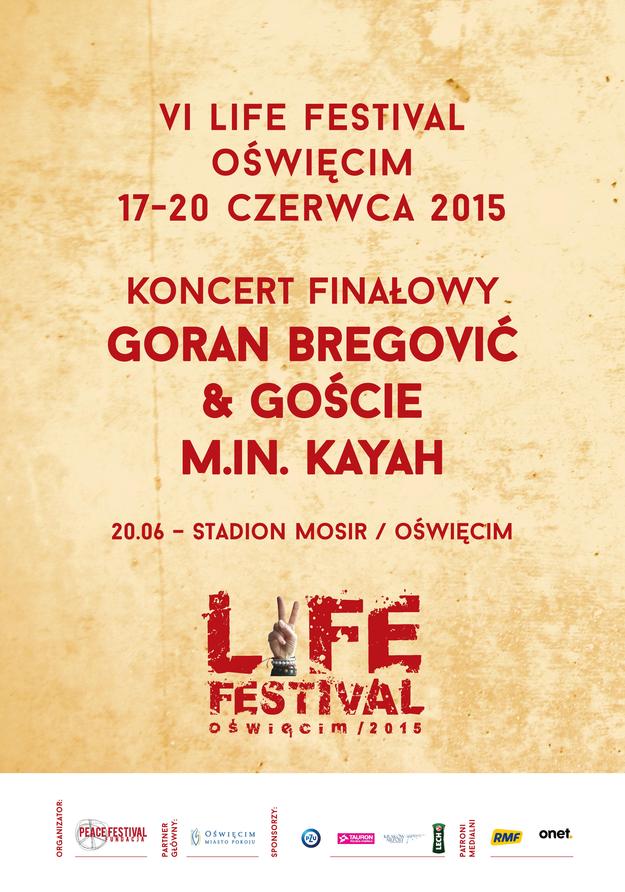 VI LIFE FESTIVAL
OŚWIĘCIM
17-20 CZERWCA 2015
KONCERT FINAŁOWY
GORAN BREGOVIĆ
& GOŚCIE
M.IN. KAYAH
20.06 – STADION MOSIR / OŚWIĘCIM
LIFE
FESTIVAL
oświęcim/2015
ORGANIZATOR:
PEACE FESTIVAL
FUNDACJA
PARTNER
GŁÓWNY:
OŚWIĘCIM
MIASTO POKOJU
SPONSORZY:
PZU
TAURON
LECH
PATRONI
MEDIALNI
RMF
onet.